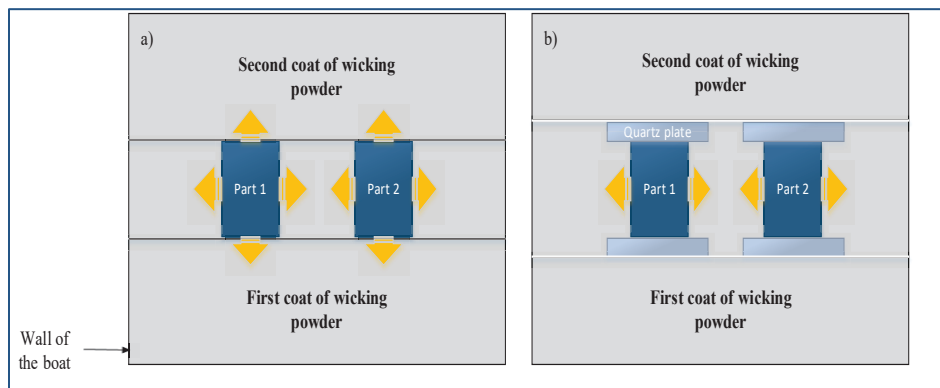 a)
Second coat of wicking
powder
Part 1
Part 2
First coat of wicking
powder
Wall of
the boat
b)
Second coat of wicking
powder
Quartz plate
Part 1
Part 2
First coat of wicking
powder